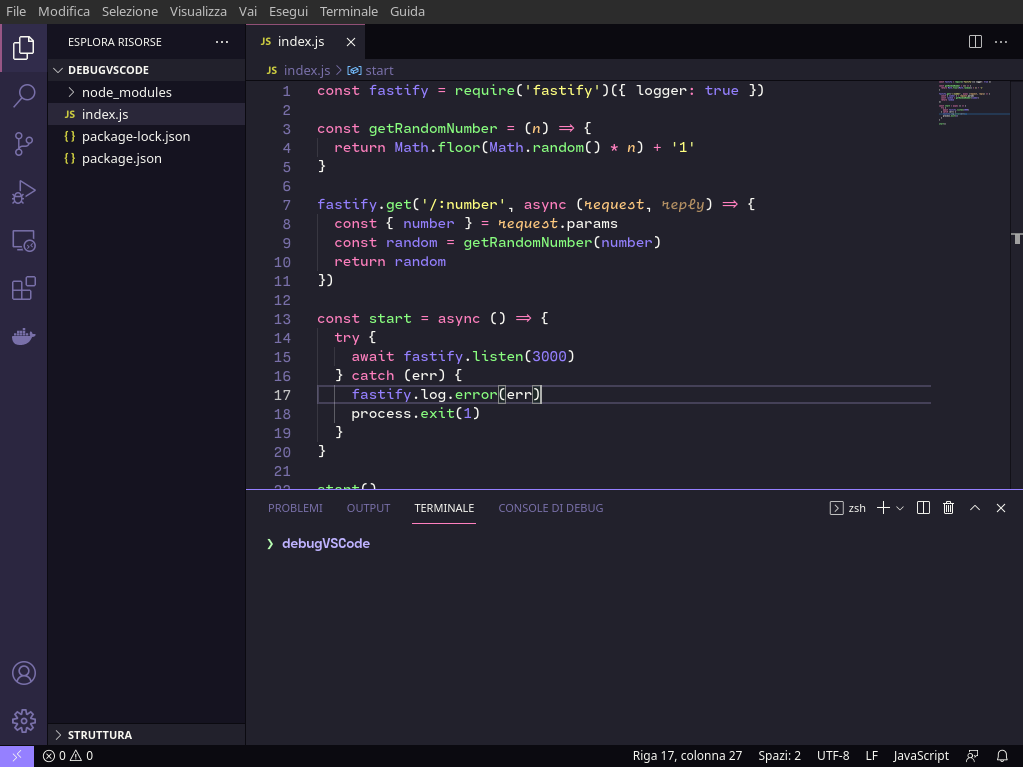 File Modifica Selezione Visualizza Vai Esegui Terminale Guida
ESPLORA RISORSE ···
DEBUGVSCODE
node_modules
JS index.js
{} package-lock.json
{} package.json
STRUTTURA
JS index.js
JS index.js > start
1 const fastify = require('fastify')({ logger: true })
2
3 const getRandomNumber = (n) => {
4 return Math.floor(Math.random() * n) + '1'
5 }
6
7 fastify.get('/:number', async (request, reply) => {
8 const { number } = request.params
9 const random = getRandomNumber(number)
10 return random
11 })
12
13 const start = async () => {
14 try {
15 await fastify.listen(3000)
16 } catch (err) {
17 fastify.log.error(err)
18 process.exit(1)
19 }
20 }
21
22 start()
PROBLEMI OUTPUT TERMINALE CONSOLE DI DEBUG zsh
❯ debugVSCode
0 0 Riga 17, colonna 27 Spazi: 2 UTF-8 LF JavaScript